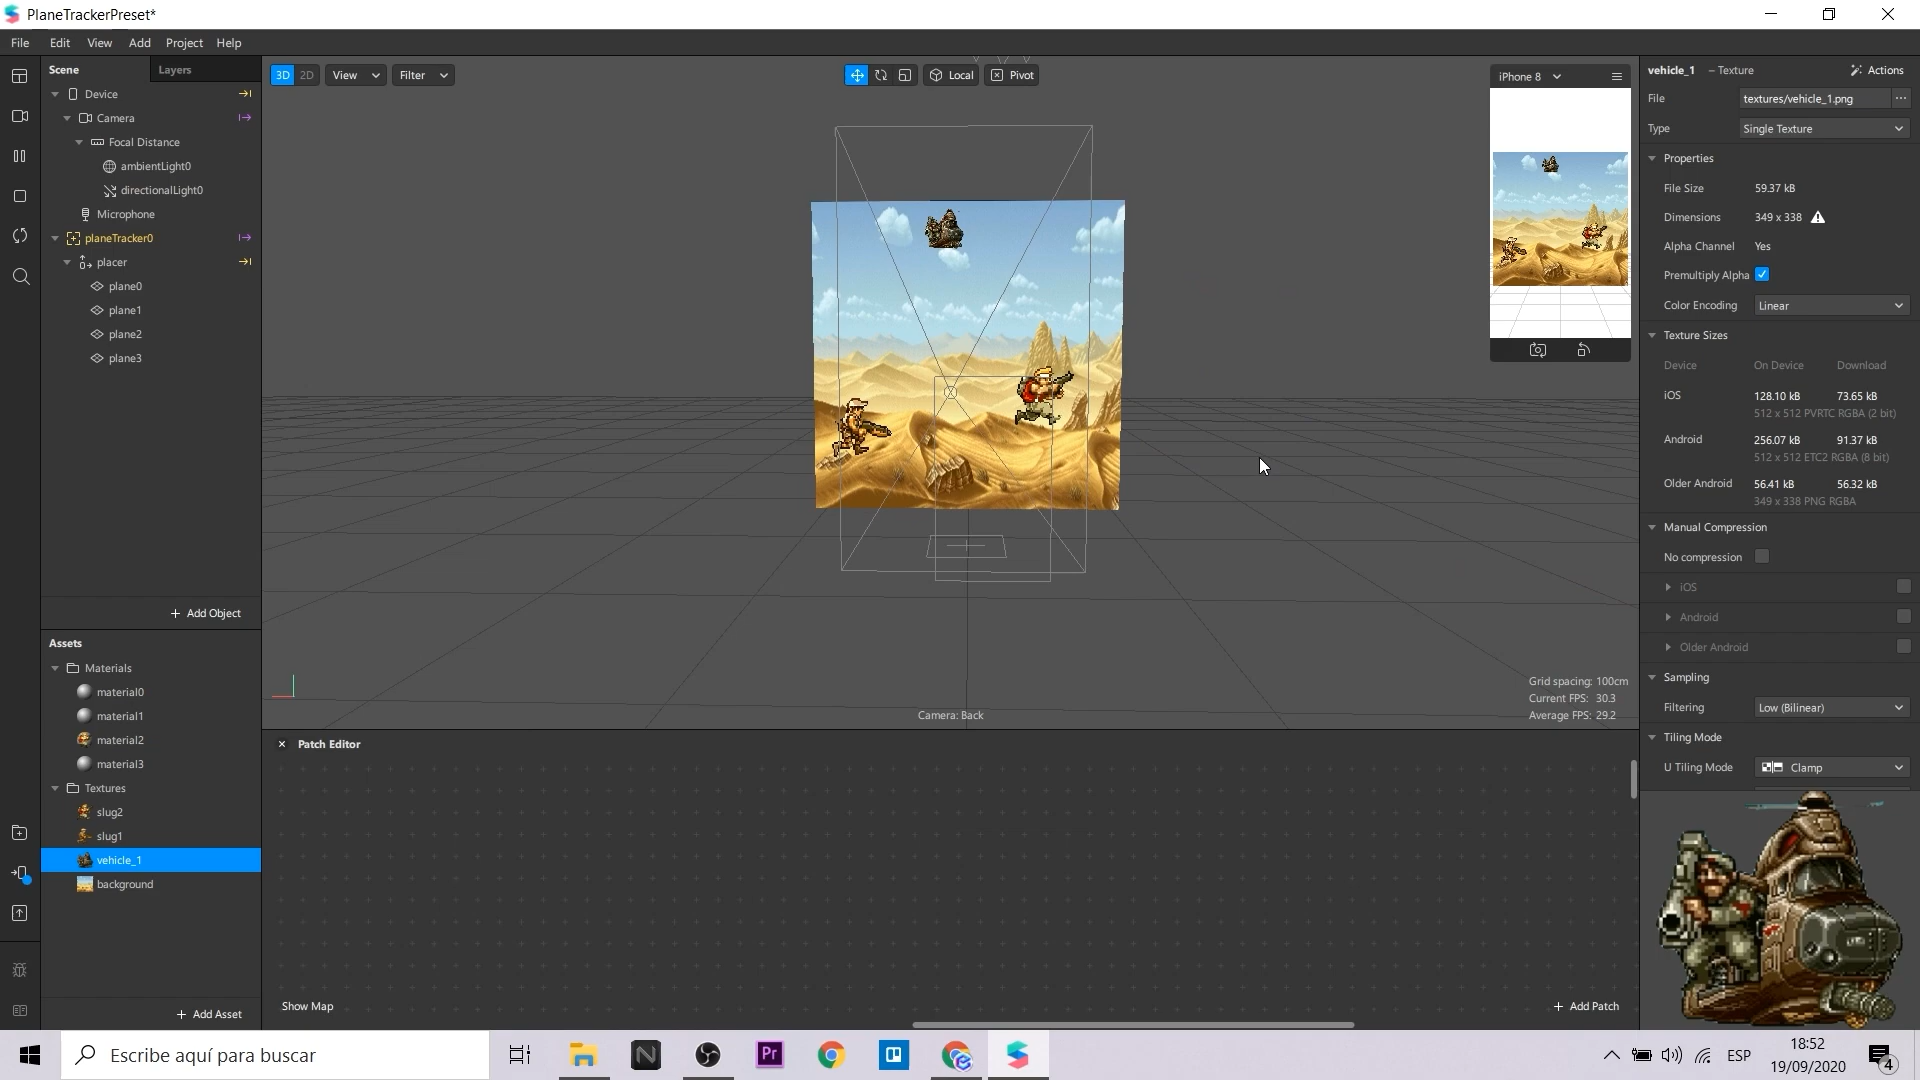 PlaneTrackerPreset*
File Edit View Add Project Help
Scene Layers
Device
Camera
Focal Distance
ambientLight0
directionalLight0
Microphone
planeTracker0
placer
plane0
plane1
plane2
plane3
+ Add Object
Assets
Materials
material0
material1
material2
material3
Textures
slug2
slug1
vehicle_1
background
+ Add Asset
3D 2D View Filter
Local Pivot
iPhone 8
Grid spacing: 100cm
Current FPS: 30.3
Average FPS: 29.2
Camera: Back
Patch Editor
Show Map
+ Add Patch
vehicle_1 – Texture Actions
File textures/vehicle_1.png ...
Type Single Texture
Properties
File Size 59.37 kB
Dimensions 349 x 338
Alpha Channel Yes
Premultiply Alpha
Color Encoding Linear
Texture Sizes
Device On Device Download
iOS 128.10 kB 73.65 kB
512 x 512 PVRTC RGBA (2 bit)
Android 256.07 kB 91.37 kB
512 x 512 ETC2 RGBA (8 bit)
Older Android 56.41 kB 56.32 kB
349 x 338 PNG RGBA
Manual Compression
No compression
iOS
Android
Older Android
Sampling
Filtering Low (Bilinear)
Tiling Mode
U Tiling Mode Clamp
Escribe aquí para buscar
N
Pr
ESP
18:52
19/09/2020
4